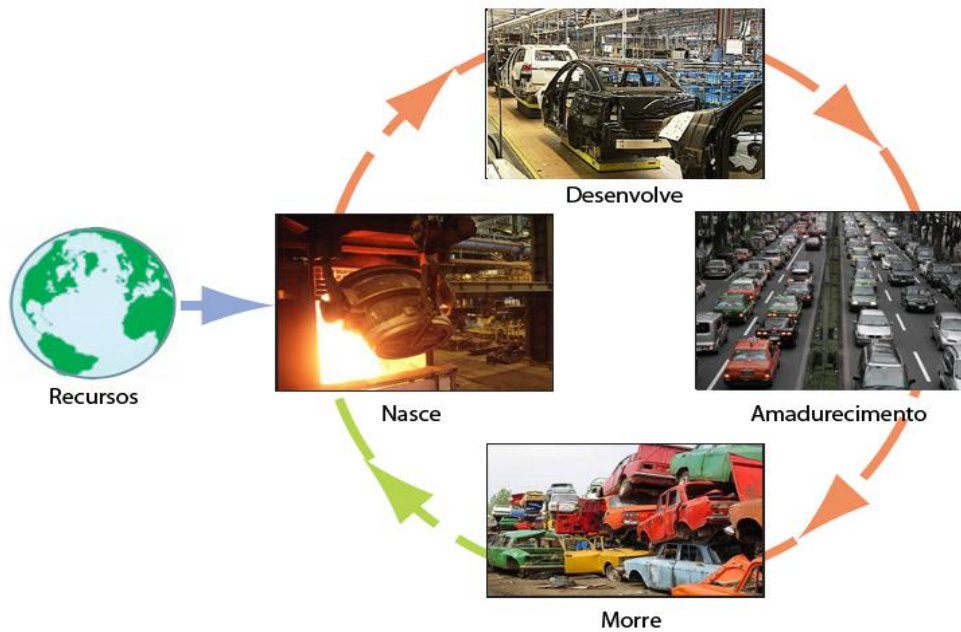 Desenvolve
Recursos
Nasce
Amadurecimento
Morre